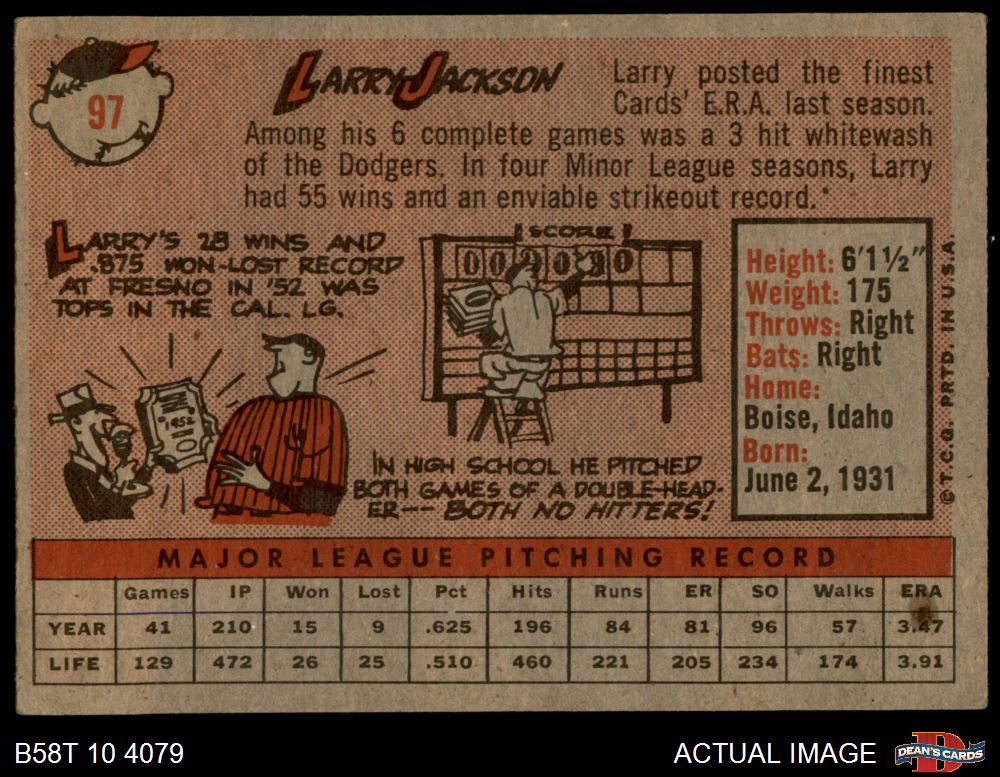 97
LARRY JACKSON
Larry posted the finest
Cards' E.R.A. last season.
Among his 6 complete games was a 3 hit whitewash
of the Dodgers. In four Minor League seasons, Larry
had 55 wins and an enviable strikeout record.*
LARRY'S 28 WINS AND
.875 WON-LOST RECORD
AT FRESNO IN '52 WAS
TOPS IN THE CAL. LG.
1952
SCORE
IN HIGH SCHOOL HE PITCHED
BOTH GAMES OF A DOUBLE-HEAD-
ER-- BOTH NO HITTERS!
Height: 6'1½"
Weight: 175
Throws: Right
Bats: Right
Home:
Boise, Idaho
Born:
June 2, 1931
©T.C.G. PRTD. IN U.S.A.
MAJOR LEAGUE PITCHING RECORD
Games IP Won Lost Pct Hits Runs ER SO Walks ERA
YEAR 41 210 15 9 .625 196 84 81 96 57 3.47
LIFE 129 472 26 25 .510 460 221 205 234 174 3.91
B58T 10 4079
ACTUAL IMAGE
DEAN'S CARDS